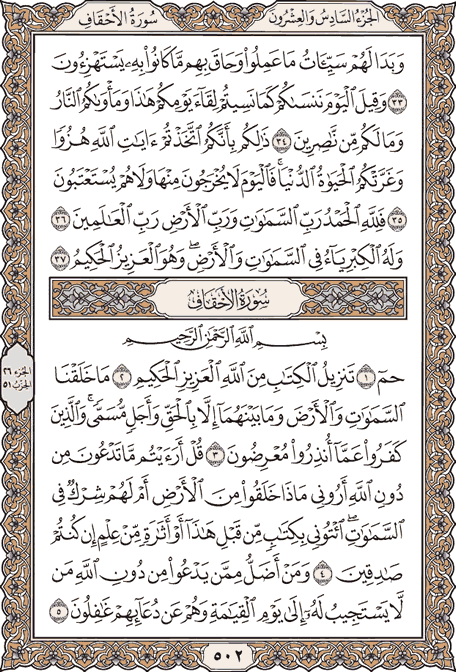 الجزء السادس والعشرون
سورة الأحقاف
وَبَدَا لَهُمْ سَيِّـَٔاتُ مَا عَمِلُوا۟ وَحَاقَ بِهِم مَّا كَانُوا۟ بِهِۦ يَسْتَهْزِءُونَ
٣٣ وَقِيلَ ٱلْيَوْمَ نَنسَىٰكُمْ كَمَا نَسِيتُمْ لِقَآءَ يَوْمِكُمْ هَٰذَا وَمَأْوَىٰكُمُ ٱلنَّارُ
وَمَا لَكُم مِّن نَّٰصِرِينَ ٣٤ ذَٰلِكُم بِأَنَّكُمُ ٱتَّخَذْتُمْ ءَايَٰتِ ٱللَّهِ هُزُوًا
وَغَرَّتْكُمُ ٱلْحَيَوٰةُ ٱلدُّنْيَا ۚ فَٱلْيَوْمَ لَا يُخْرَجُونَ مِنْهَا وَلَا هُمْ يُسْتَعْتَبُونَ
٣٥ فَلِلَّهِ ٱلْحَمْدُ رَبِّ ٱلسَّمَٰوَٰتِ وَرَبِّ ٱلْأَرْضِ رَبِّ ٱلْعَٰلَمِينَ ٣٦
وَلَهُ ٱلْكِبْرِيَآءُ فِى ٱلسَّمَٰوَٰتِ وَٱلْأَرْضِ ۖ وَهُوَ ٱلْعَزِيزُ ٱلْحَكِيمُ ٣٧
سورة الأحقاف
بِسْمِ ٱللَّهِ ٱلرَّحْمَٰنِ ٱلرَّحِيمِ
حمٓ ١ تَنزِيلُ ٱلْكِتَٰبِ مِنَ ٱللَّهِ ٱلْعَزِيزِ ٱلْحَكِيمِ ٢ مَا خَلَقْنَا
ٱلسَّمَٰوَٰتِ وَٱلْأَرْضَ وَمَا بَيْنَهُمَآ إِلَّا بِٱلْحَقِّ وَأَجَلٍ مُّسَمًّى ۚ وَٱلَّذِينَ
كَفَرُوا۟ عَمَّآ أُنذِرُوا۟ مُعْرِضُونَ ٣ قُلْ أَرَءَيْتُم مَّا تَدْعُونَ مِن
دُونِ ٱللَّهِ أَرُونِى مَاذَا خَلَقُوا۟ مِنَ ٱلْأَرْضِ أَمْ لَهُمْ شِرْكٌ فِى
ٱلسَّمَٰوَٰتِ ۖ ٱئْتُونِى بِكِتَٰبٍ مِّن قَبْلِ هَٰذَآ أَوْ أَثَٰرَةٍ مِّنْ عِلْمٍ إِن كُنتُمْ
صَٰدِقِينَ ٤ وَمَنْ أَضَلُّ مِمَّن يَدْعُوا۟ مِن دُونِ ٱللَّهِ مَن
لَّا يَسْتَجِيبُ لَهُۥٓ إِلَىٰ يَوْمِ ٱلْقِيَٰمَةِ وَهُمْ عَن دُعَآئِهِمْ غَٰفِلُونَ ٥
الجزء ٢٦
الحزب ٥١
٥٠٢